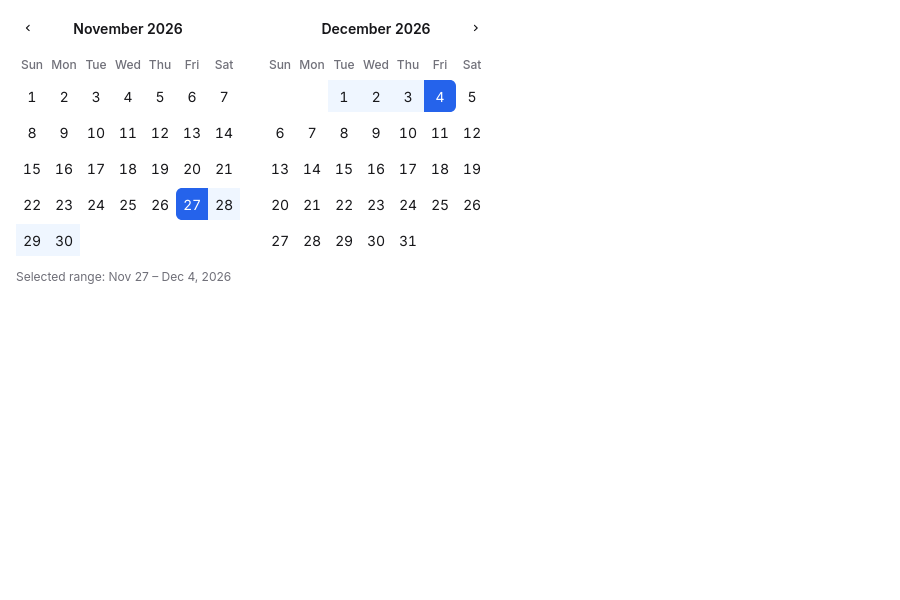 November 2026
Sun Mon Tue Wed Thu Fri Sat
1 2 3 4 5 6 7
8 9 10 11 12 13 14
15 16 17 18 19 20 21
22 23 24 25 26 27 28
29 30
December 2026
Sun Mon Tue Wed Thu Fri Sat
1 2 3 4 5
6 7 8 9 10 11 12
13 14 15 16 17 18 19
20 21 22 23 24 25 26
27 28 29 30 31
Selected range: Nov 27 – Dec 4, 2026